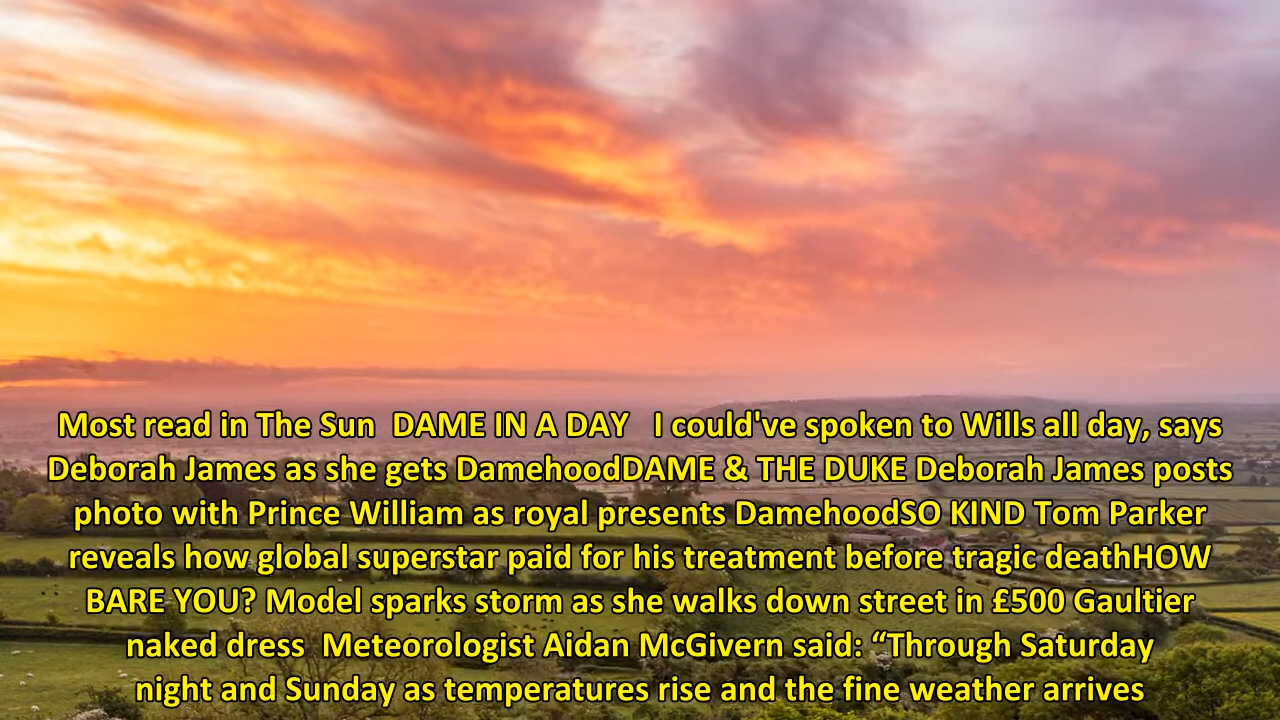 Most read in The Sun  DAME IN A DAY   I could've spoken to Wills all day, says
Deborah James as she gets DamehoodDAME & THE DUKE Deborah James posts
photo with Prince William as royal presents DamehoodSO KIND Tom Parker
reveals how global superstar paid for his treatment before tragic deathHOW
BARE YOU? Model sparks storm as she walks down street in £500 Gaultier
naked dress  Meteorologist Aidan McGivern said: “Through Saturday
night and Sunday as temperatures rise and the fine weather arrives